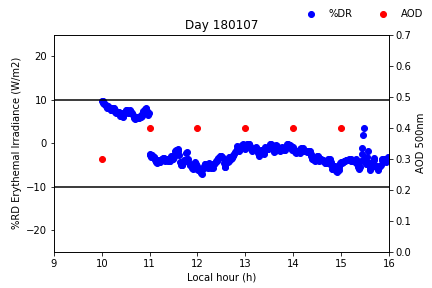 %DR AOD
Day 180107
%RD Erythemal Irradiance (W/m2)
20
10
0
−10
−20
0.7
0.6
0.5
0.4
0.3
0.2
0.1
0.0
AOD 500nm
9 10 11 12 13 14 15 16
Local hour (h)